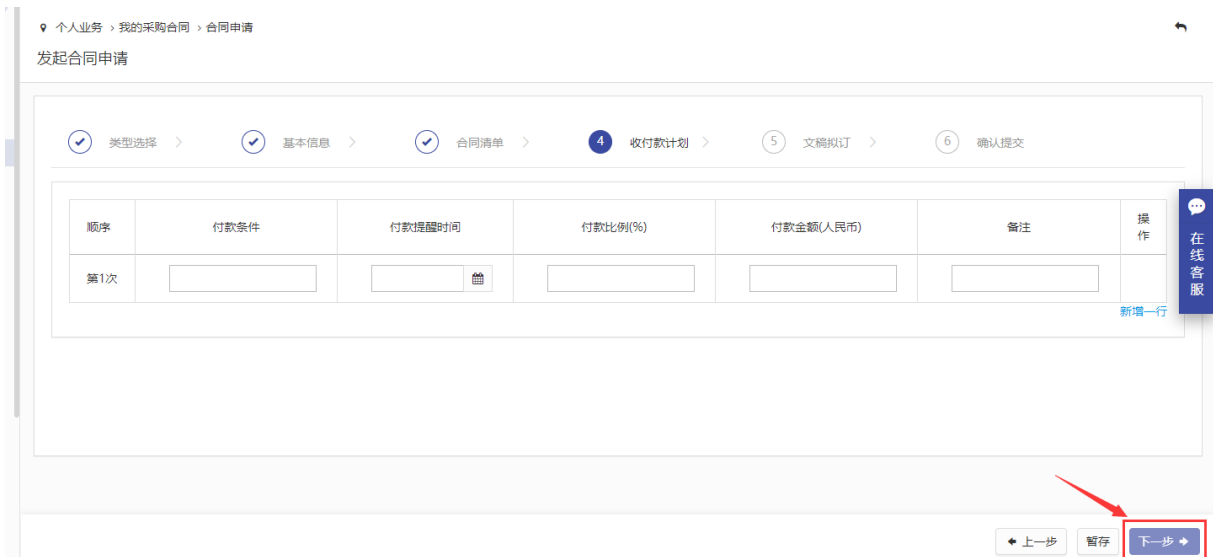 个人业务 > 我的采购合同 > 合同申请
发起合同申请
类型选择 > 基本信息 > 合同清单 > 4 收付款计划 > 5 文稿拟订 > 6 确认提交
顺序 付款条件 付款提醒时间 付款比例(%) 付款金额(人民币) 备注 操作
第1次
新增一行
在线客服
上一步 暂存 下一步